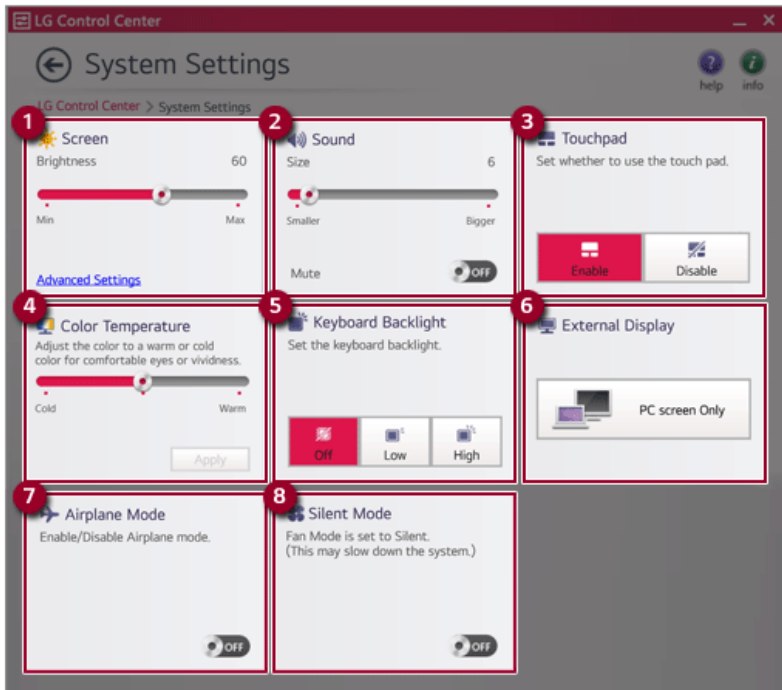 LG Control Center
System Settings
help
info
LG Control Center > System Settings
1
Screen
Brightness 60
Min Max
Advanced Settings
2
Sound
Size 6
Smaller Bigger
Mute OFF
3
Touchpad
Set whether to use the touch pad.
Enable Disable
4
Color Temperature
Adjust the color to a warm or cold
color for comfortable eyes or vividness.
Cold Warm
Apply
5
Keyboard Backlight
Set the keyboard backlight.
Off Low High
6
External Display
PC screen Only
7
Airplane Mode
Enable/Disable Airplane mode.
OFF
8
Silent Mode
Fan Mode is set to Silent.
(This may slow down the system.)
OFF